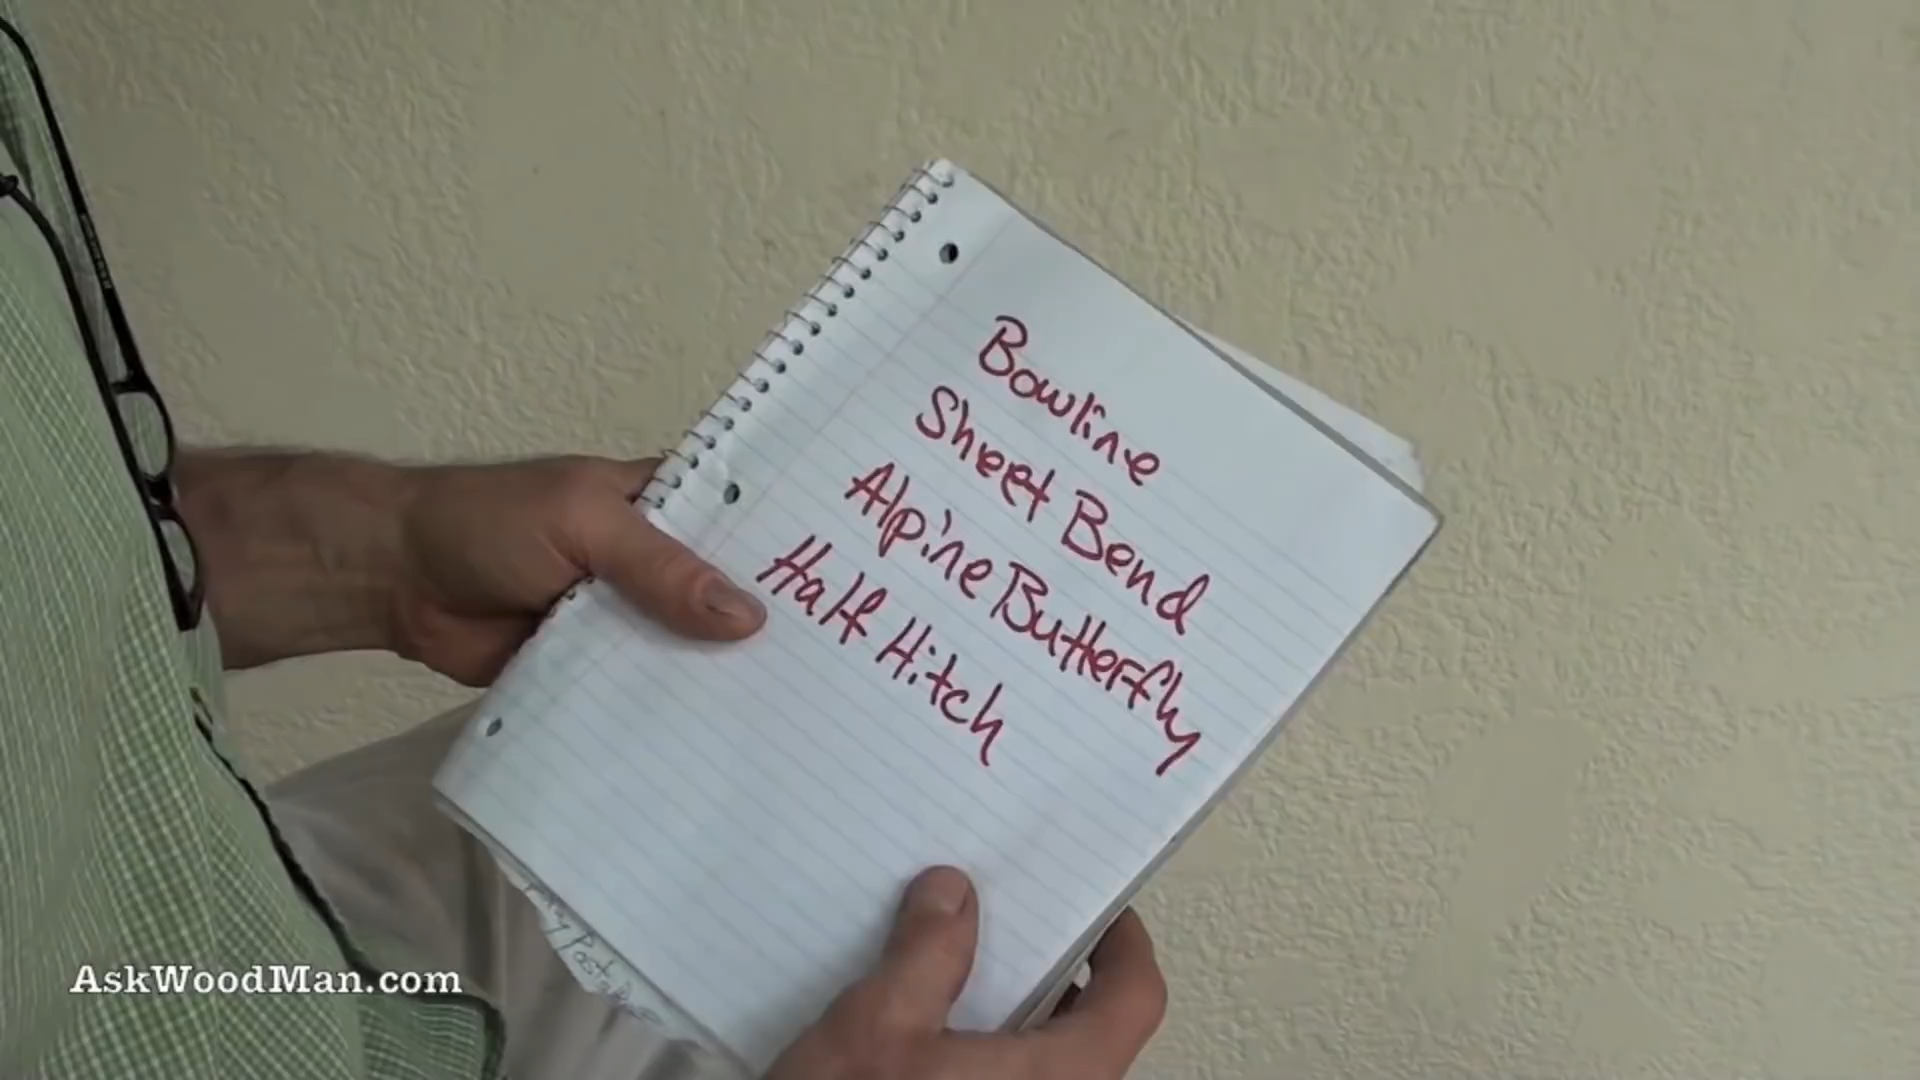 Bowline
Sheet Bend
Alpine Butterfly
Half Hitch
AskWoodMan.com